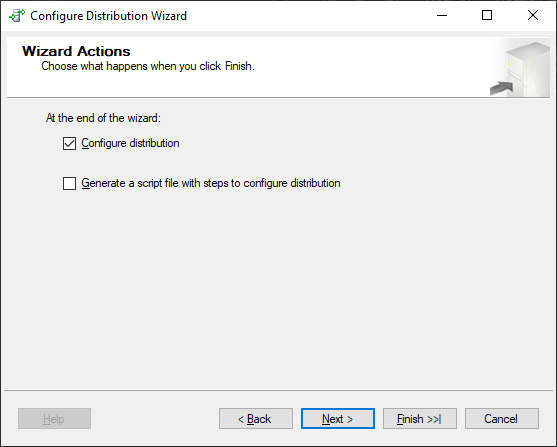 Configure Distribution Wizard
Wizard Actions
Choose what happens when you click Finish.
At the end of the wizard:
Configure distribution
Generate a script file with steps to configure distribution
Help
< Back
Next >
Finish >>|
Cancel